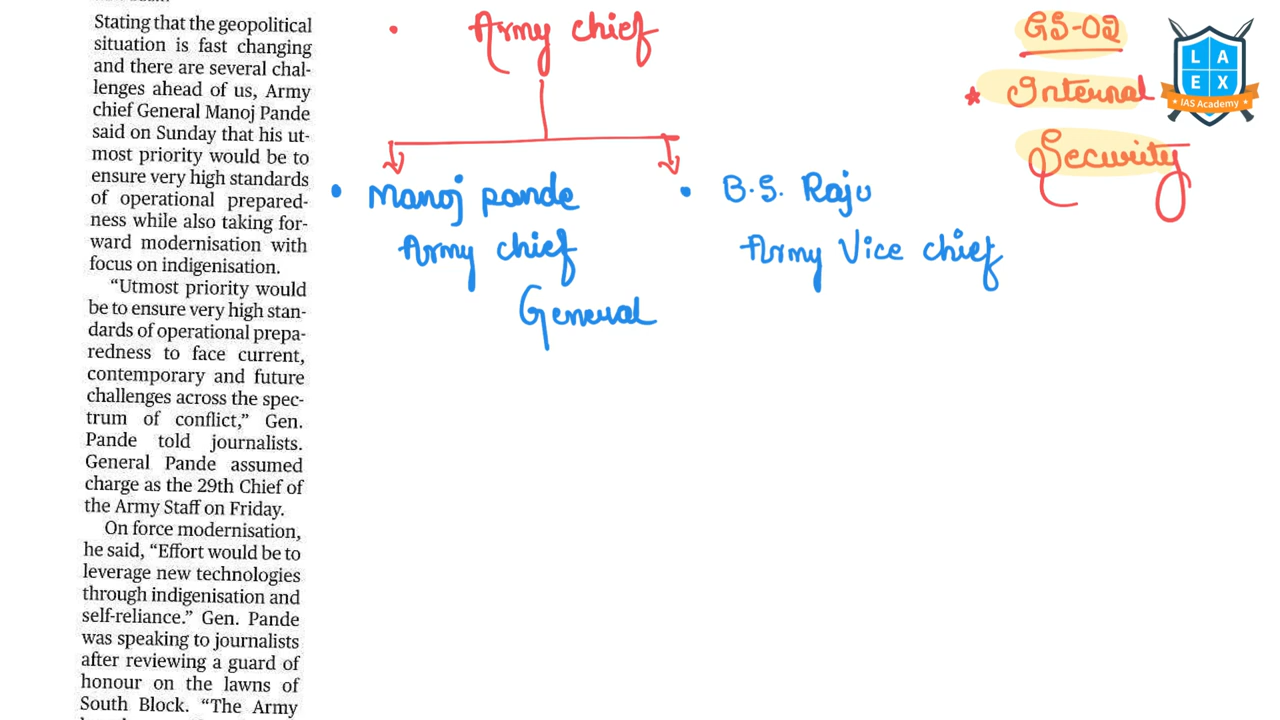 Stating that the geopolitical
situation is fast changing
and there are several chal-
lenges ahead of us, Army
chief General Manoj Pande
said on Sunday that his ut-
most priority would be to
ensure very high standards
of operational prepared-
ness while also taking for-
ward modernisation with
focus on indigenisation.
“Utmost priority would
be to ensure very high stan-
dards of operational prepa-
redness to face current,
contemporary and future
challenges across the spec-
trum of conflict,” Gen.
Pande told journalists.
General Pande assumed
charge as the 29th Chief of
the Army Staff on Friday.
On force modernisation,
he said, “Effort would be to
leverage new technologies
through indigenisation and
self-reliance.” Gen. Pande
was speaking to journalists
after reviewing a guard of
honour on the lawns of
South Block. “The Army
• Army chief
• Manoj pande
Army chief
General
• B.S. Raju
Army Vice chief
GS-02
* Internal
Security
L A
E X
IAS Academy